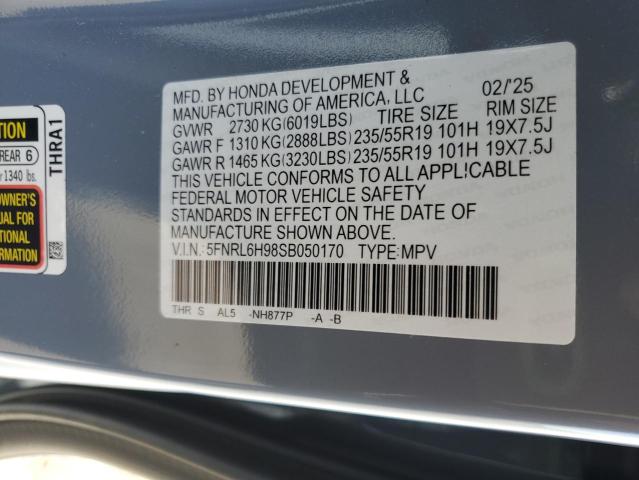 MFD. BY HONDA DEVELOPMENT & 02/'25
MANUFACTURING OF AMERICA, LLC
GVWR 2730 KG(6019LBS) TIRE SIZE RIM SIZE
GAWR F 1310 KG(2888LBS) 235/55R19 101H 19X7.5J
GAWR R 1465 KG(3230LBS) 235/55R19 101H 19X7.5J
THIS VEHICLE CONFORMS TO ALL APPLICABLE
FEDERAL MOTOR VEHICLE SAFETY
STANDARDS IN EFFECT ON THE DATE OF
MANUFACTURE SHOWN ABOVE.
V.I.N.: 5FNRL6H98SB050170 TYPE:MPV
THR S AL5 -NH877P -A -B
THRA1
MATION
REAR 6
1340 lbs.
OWNER'S
UAL FOR
TIONAL
RMATION